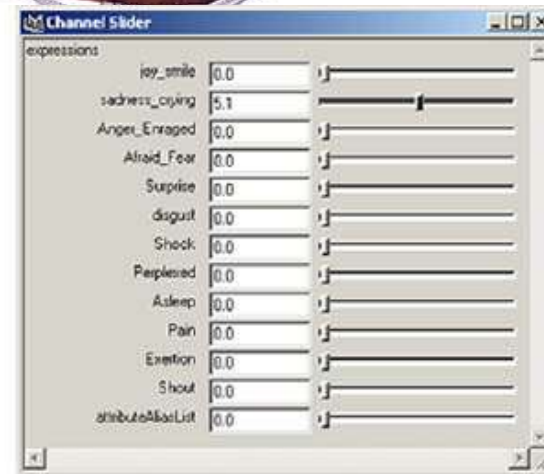 Channel Slider
expressions
joy_smile 0.0
sadness_crying 5.1
Anger_Enraged 0.0
Afraid_Fear 0.0
Surprise 0.0
disgust 0.0
Shock 0.0
Perplexed 0.0
Asleep 0.0
Pain 0.0
Exertion 0.0
Shout 0.0
attributeAliasList 0.0